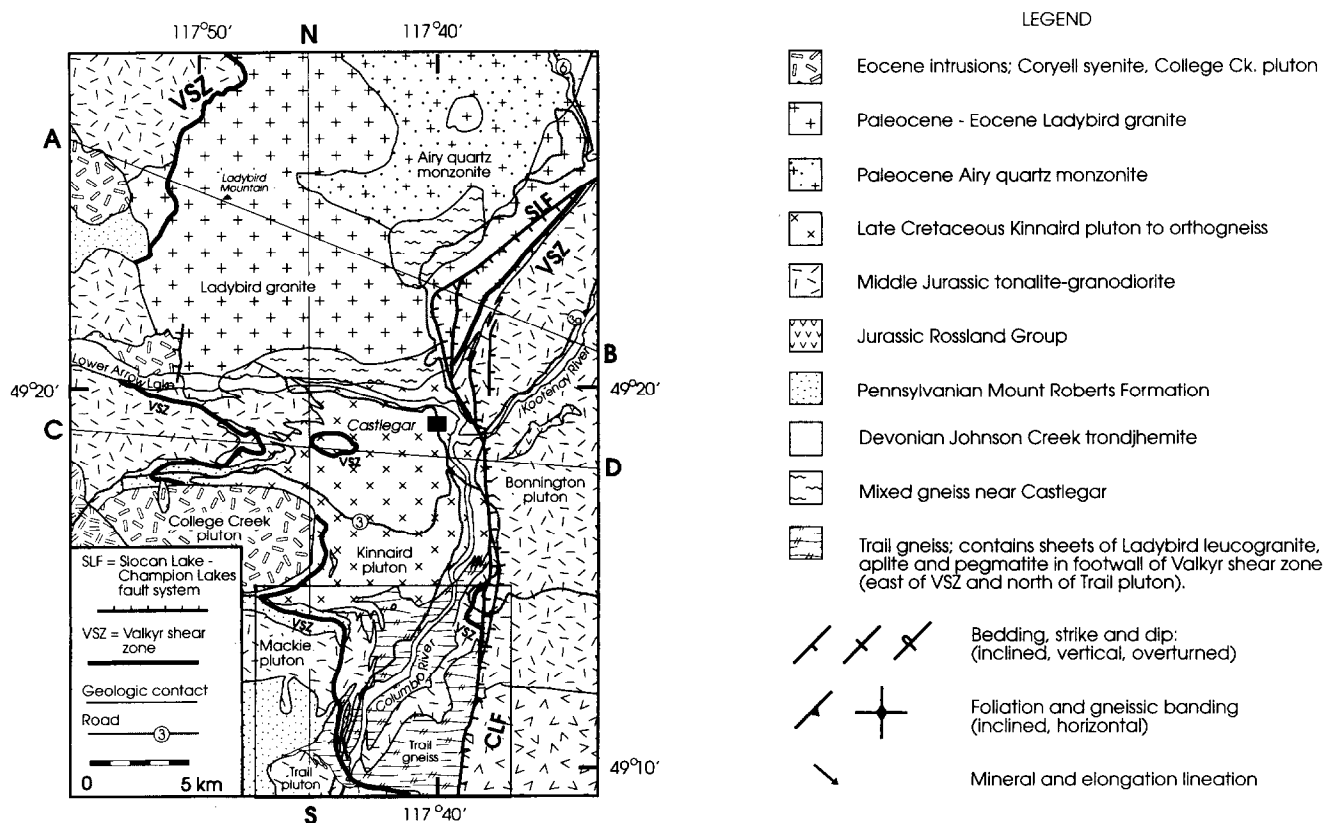 117°50′
N
117°40′
VSZ
6
A
Ladybird
Mountain
Airy quartz
monzonite
SLF
VSZ
Ladybird granite
3
B
Lower Arrow Lake
Kootenay River
49°20′
49°20′
VSZ
C
Castlegar
VSZ
D
Bonnington
pluton
College Creek
pluton
3
Kinnaird
pluton
SLF = Slocan Lake -
Champion Lakes
fault system
VSZ = Valkyr shear
zone
Geologic contact
Road
3
0 5 km
VSZ
VSZ
Mackie
pluton
Columbia River
CLF
Trail
gneiss
Trail
pluton
49°10′
S
117°40′
LEGEND
Eocene intrusions; Coryell syenite, College Ck. pluton
Paleocene - Eocene Ladybird granite
Paleocene Airy quartz monzonite
Late Cretaceous Kinnaird pluton to orthogneiss
Middle Jurassic tonalite-granodiorite
Jurassic Rossland Group
Pennsylvanian Mount Roberts Formation
Devonian Johnson Creek trondjhemite
Mixed gneiss near Castlegar
Trail gneiss; contains sheets of Ladybird leucogranite,
aplite and pegmatite in footwall of Valkyr shear zone
(east of VSZ and north of Trail pluton).
Bedding, strike and dip:
(inclined, vertical, overturned)
Foliation and gneissic banding
(inclined, horizontal)
Mineral and elongation lineation